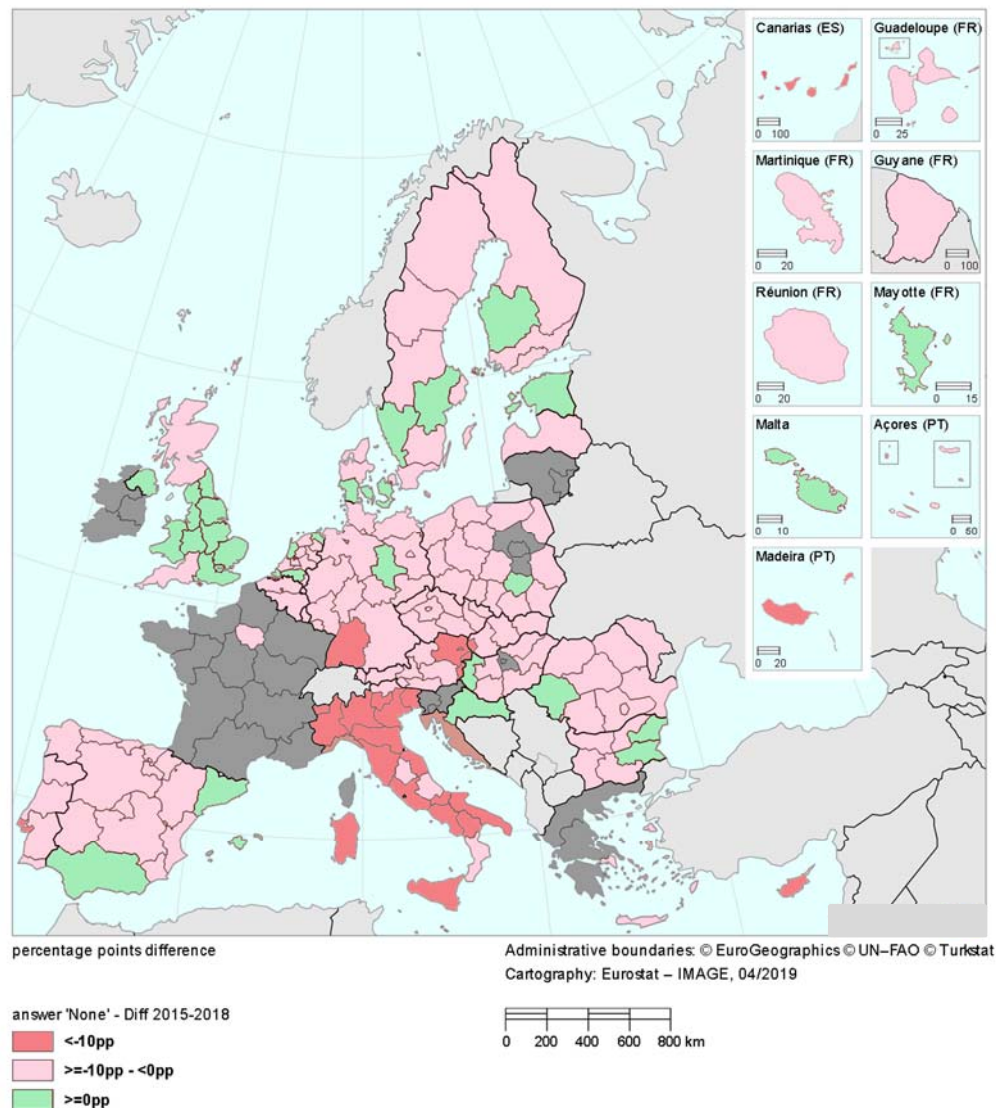 Canarias (ES)
0 100
Guadeloupe (FR)
0 25
Martinique (FR)
0 20
Guyane (FR)
0 100
Réunion (FR)
0 20
Mayotte (FR)
0 15
Malta
0 10
Açores (PT)
0 50
Madeira (PT)
0 20
percentage points difference
Administrative boundaries: © EuroGeographics © UN–FAO © Turkstat
Cartography: Eurostat – IMAGE, 04/2019
answer 'None' - Diff 2015-2018
<-10pp
>=-10pp - <0pp
>=0pp
0 200 400 600 800 km